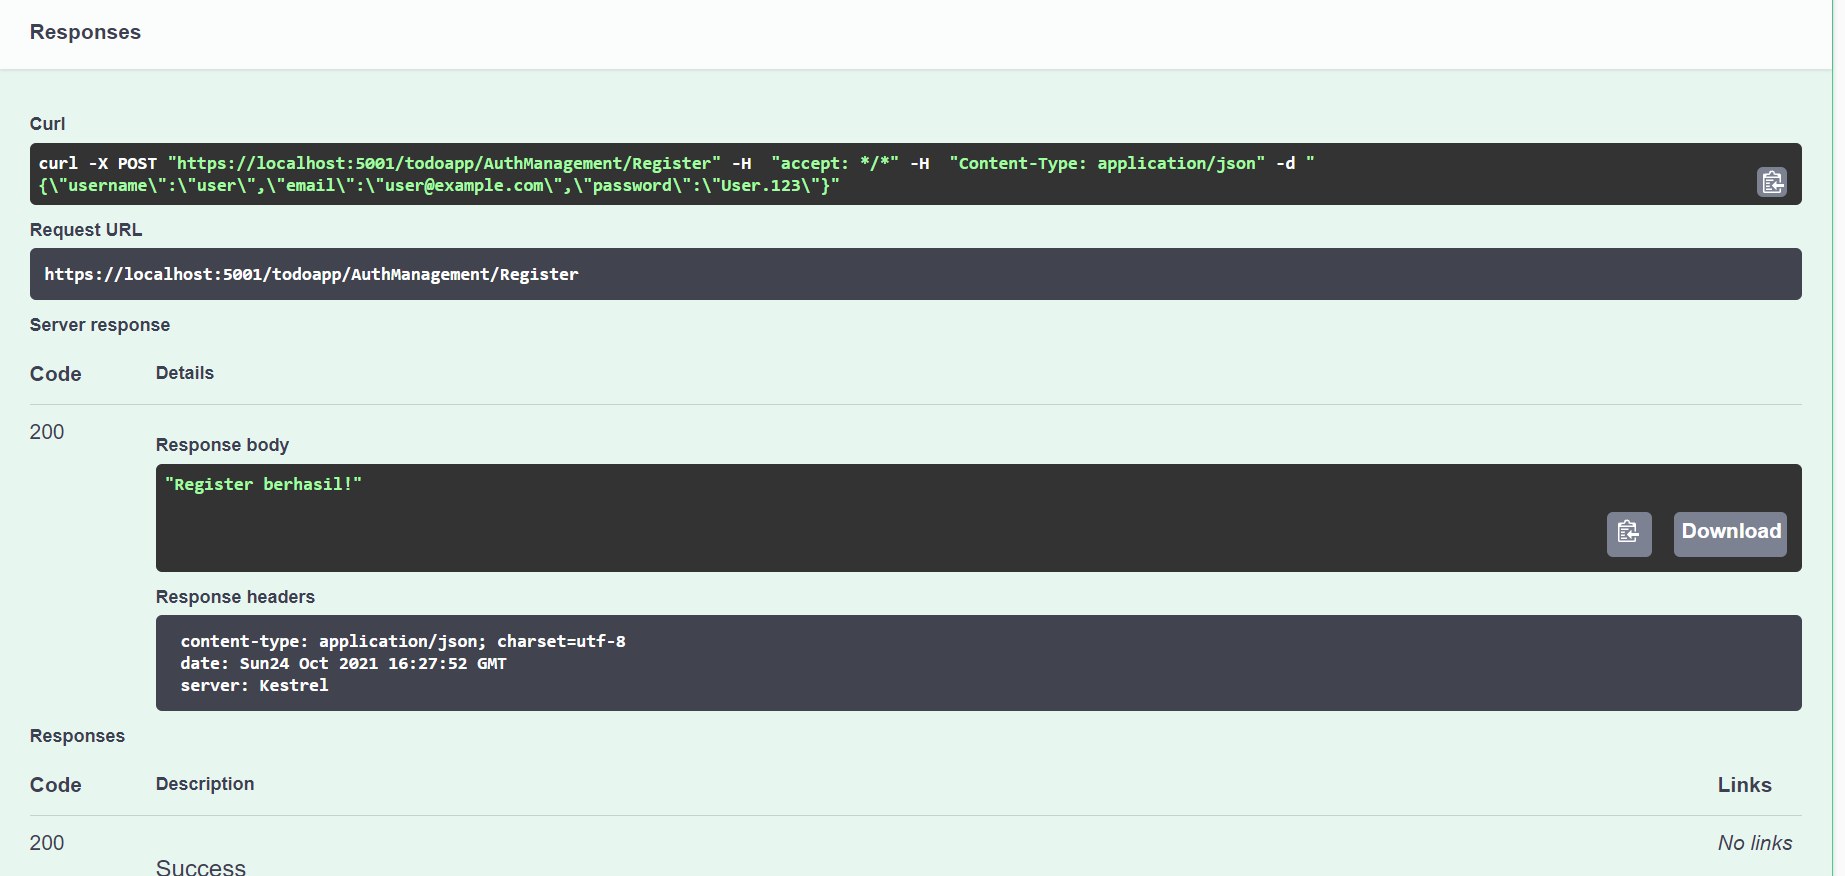 Responses
Curl
curl -X POST "https://localhost:5001/todoapp/AuthManagement/Register" -H  "accept: */*" -H  "Content-Type: application/json" -d "
{\"username\":\"user\",\"email\":\"user@example.com\",\"password\":\"User.123\"}"
Request URL
https://localhost:5001/todoapp/AuthManagement/Register
Server response
Code Details
200
Response body
"Register berhasil!"
Download
Response headers
content-type: application/json; charset=utf-8
date: Sun24 Oct 2021 16:27:52 GMT
server: Kestrel
Responses
Code Description Links
200 No links
Success